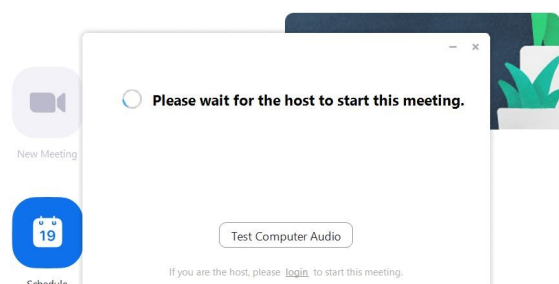 Please wait for the host to start this meeting.
New Meeting
19
Test Computer Audio
If you are the host, please login to start this meeting.
Schedule